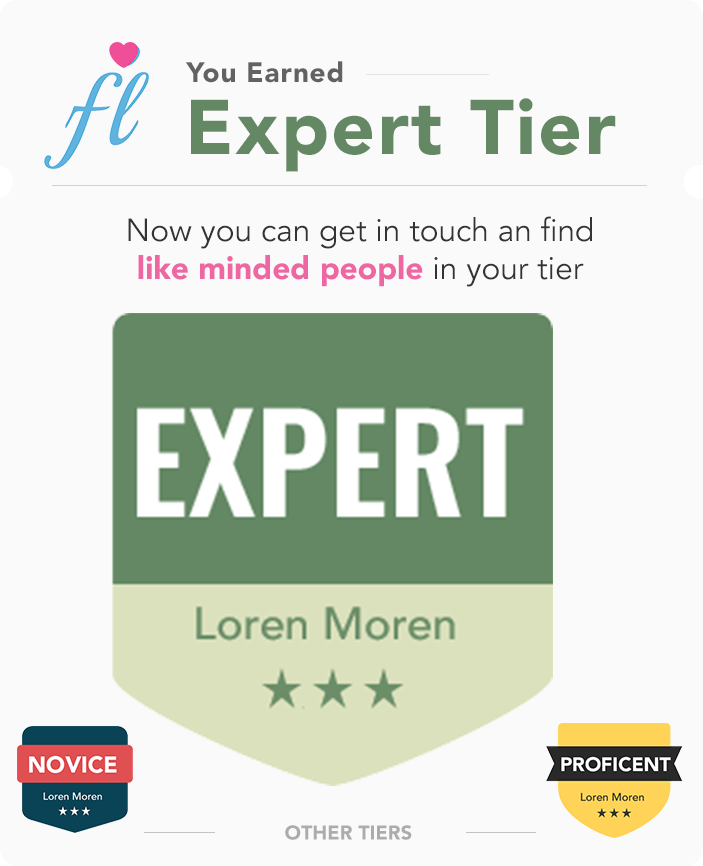 fl
You Earned
Expert Tier
Now you can get in touch an find
like minded people in your tier
EXPERT
Loren Moren
NOVICE
Loren Moren
PROFICENT
Loren Moren
OTHER TIERS